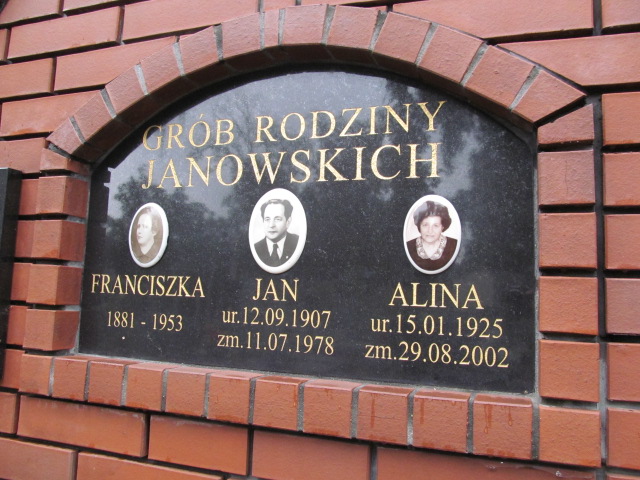 GRÓB RODZINY
JANOWSKICH
FRANCISZKA
1881 - 1953
JAN
ur.12.09.1907
zm.11.07.1978
ALINA
ur.15.01.1925
zm.29.08.2002